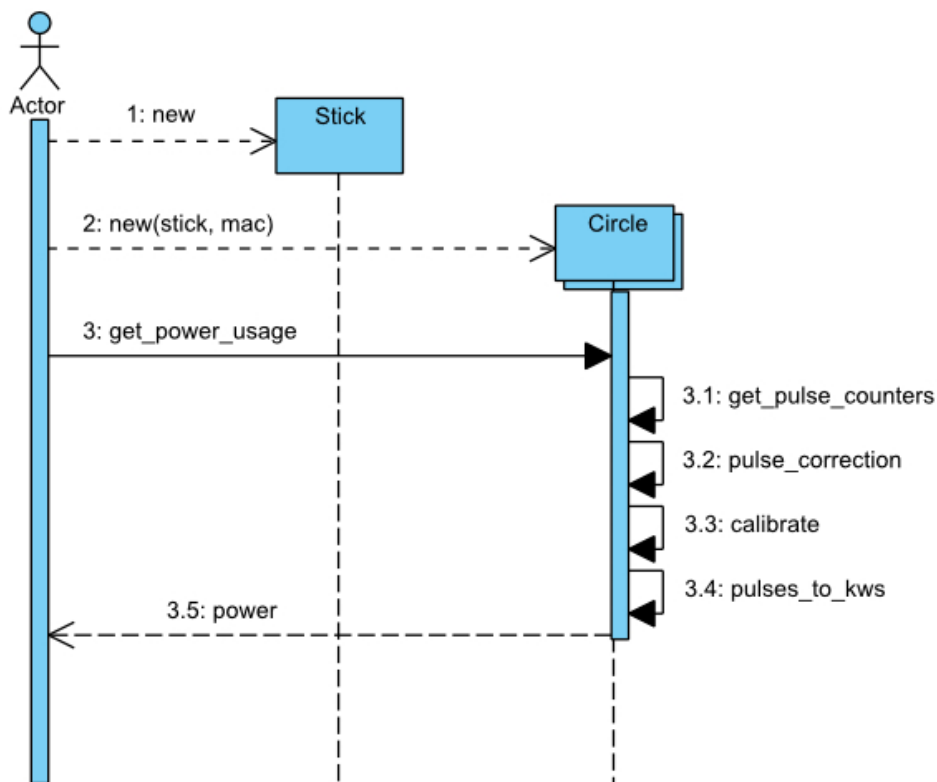 Actor
1: new
Stick
2: new(stick, mac)
Circle
3: get_power_usage
3.1: get_pulse_counters
3.2: pulse_correction
3.3: calibrate
3.4: pulses_to_kws
3.5: power